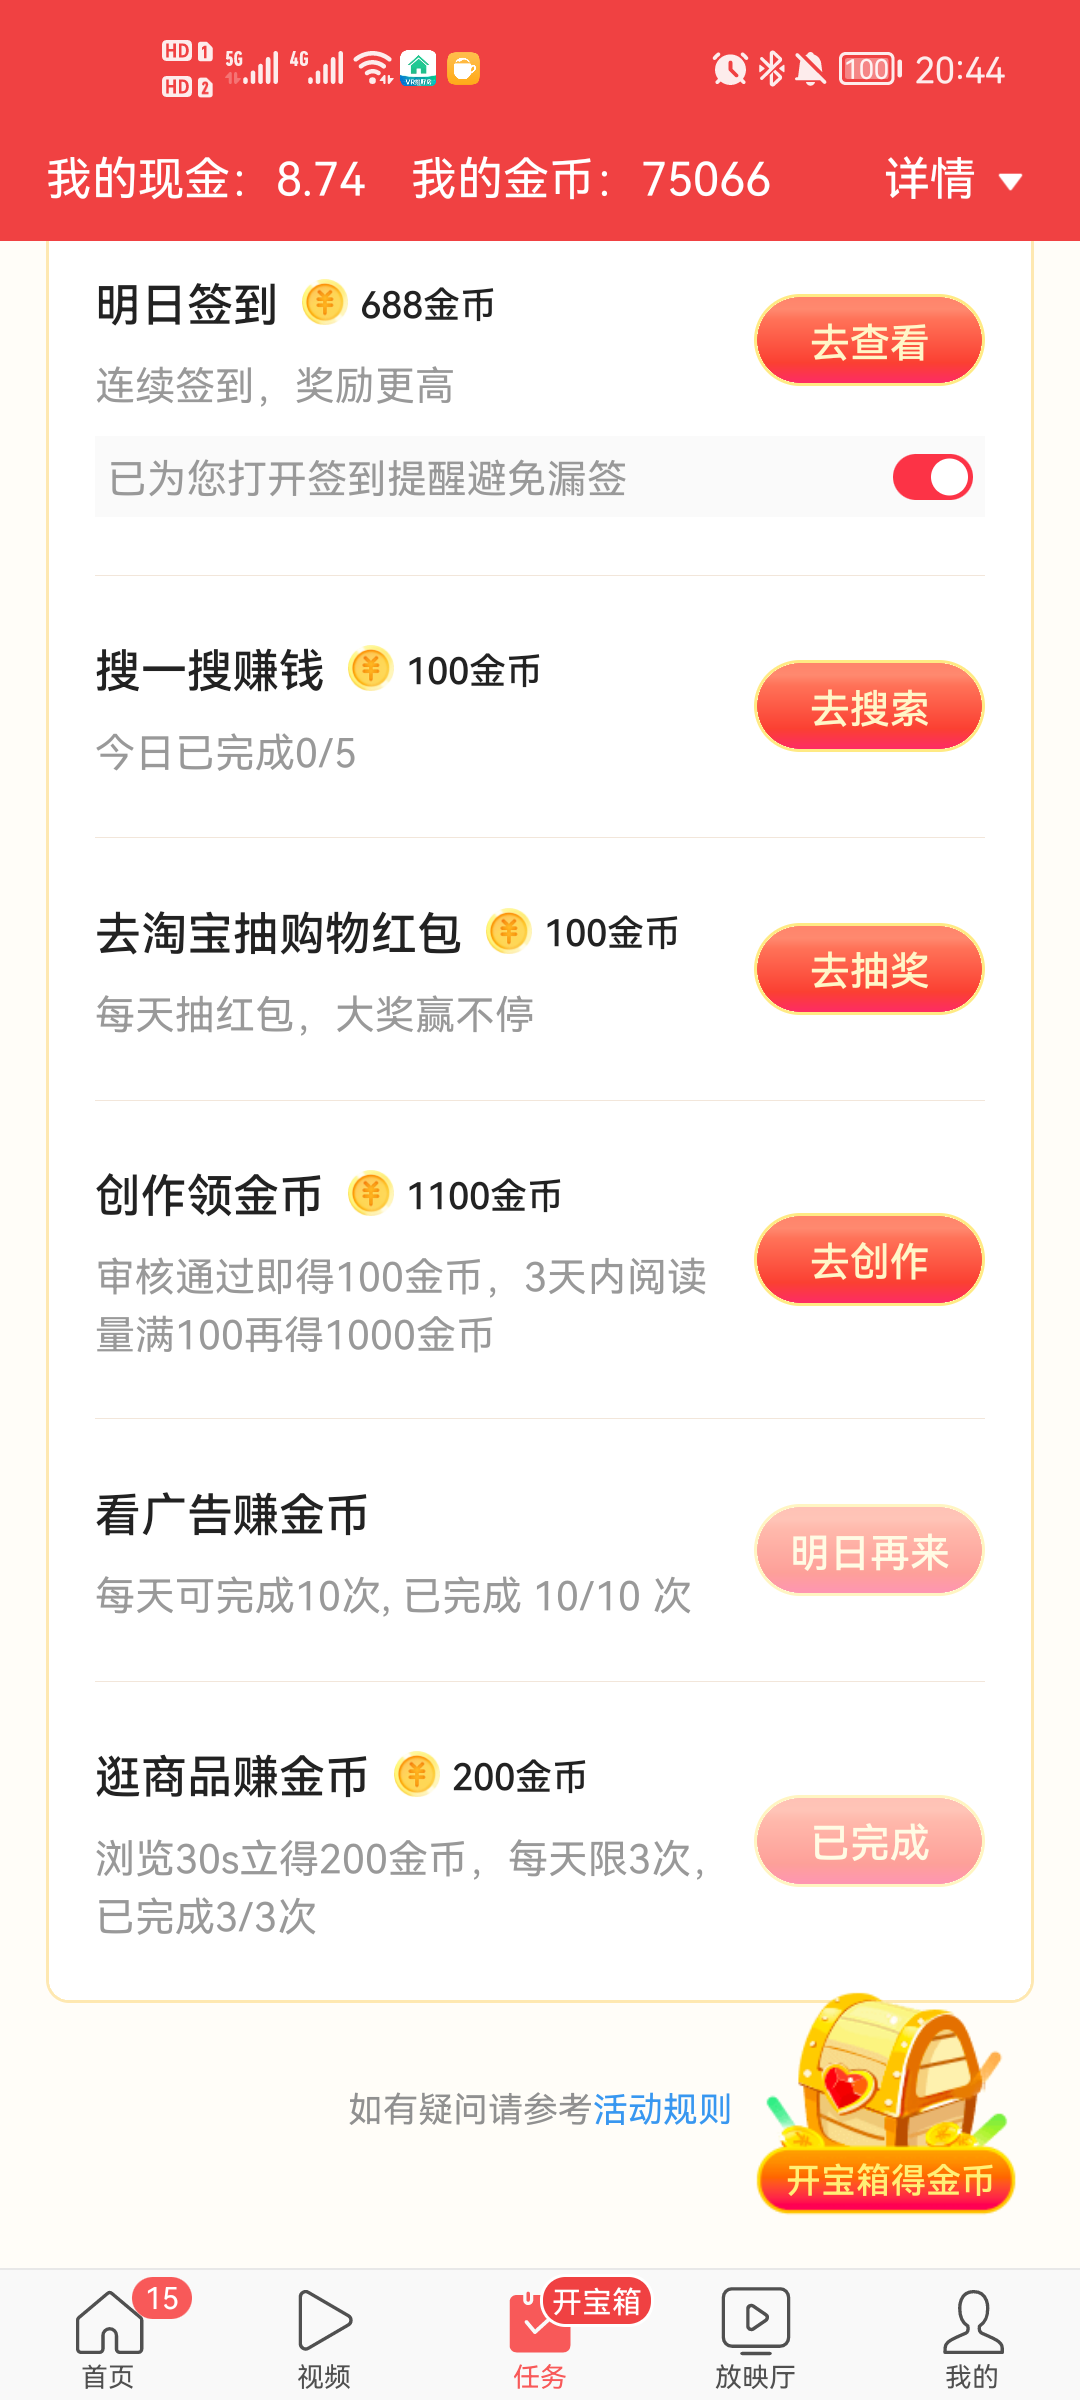 HD 1 5G 4G 100 20:44
HD 2
我的现金：8.74 我的金币：75066 详情
明日签到 688金币
去查看
连续签到，奖励更高
已为您打开签到提醒避免漏签
搜一搜赚钱 100金币
去搜索
今日已完成0/5
去淘宝抽购物红包 100金币
去抽奖
每天抽红包，大奖赢不停
创作领金币 1100金币
去创作
审核通过即得100金币，3天内阅读
量满100再得1000金币
看广告赚金币
明日再来
每天可完成10次, 已完成 10/10 次
逛商品赚金币 200金币
已完成
浏览30s立得200金币，每天限3次，
已完成3/3次
如有疑问请参考活动规则
开宝箱得金币
15 开宝箱
首页 视频 任务 放映厅 我的